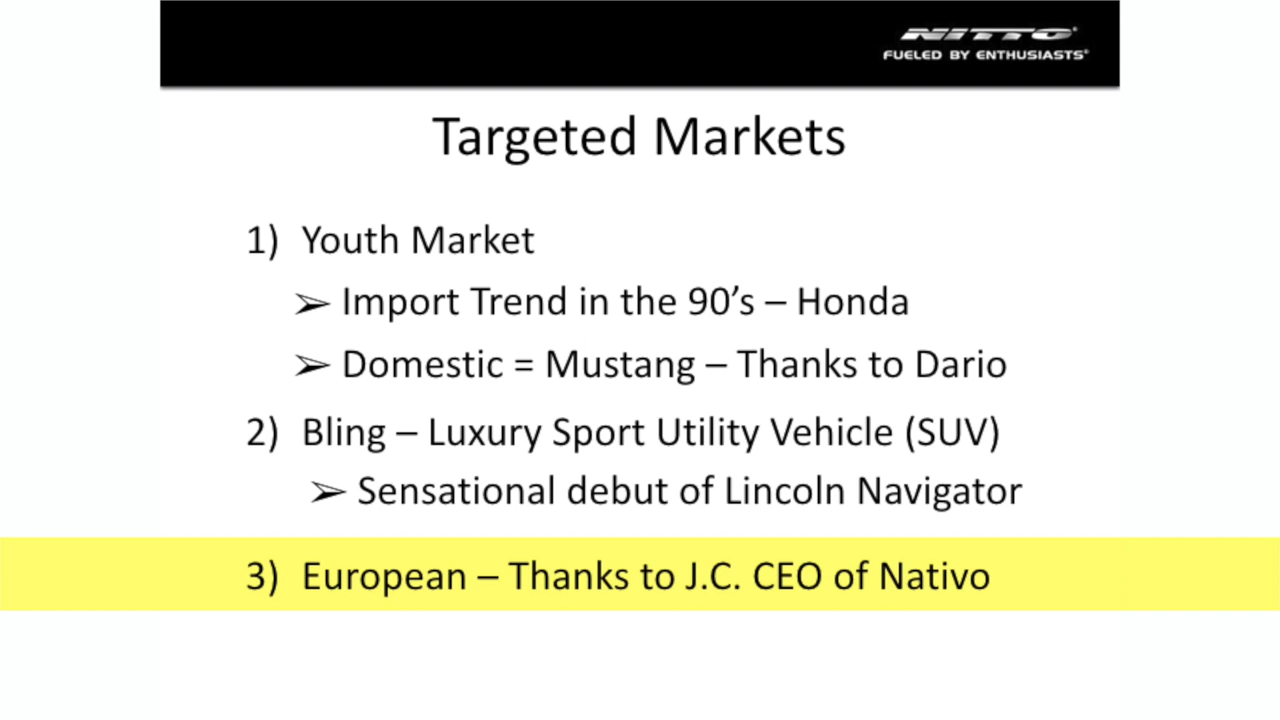 NITTO®
FUELED BY ENTHUSIASTS®
Targeted Markets
1) Youth Market
➢ Import Trend in the 90’s – Honda
➢ Domestic = Mustang – Thanks to Dario
2) Bling – Luxury Sport Utility Vehicle (SUV)
➢ Sensational debut of Lincoln Navigator
3) European – Thanks to J.C. CEO of Nativo